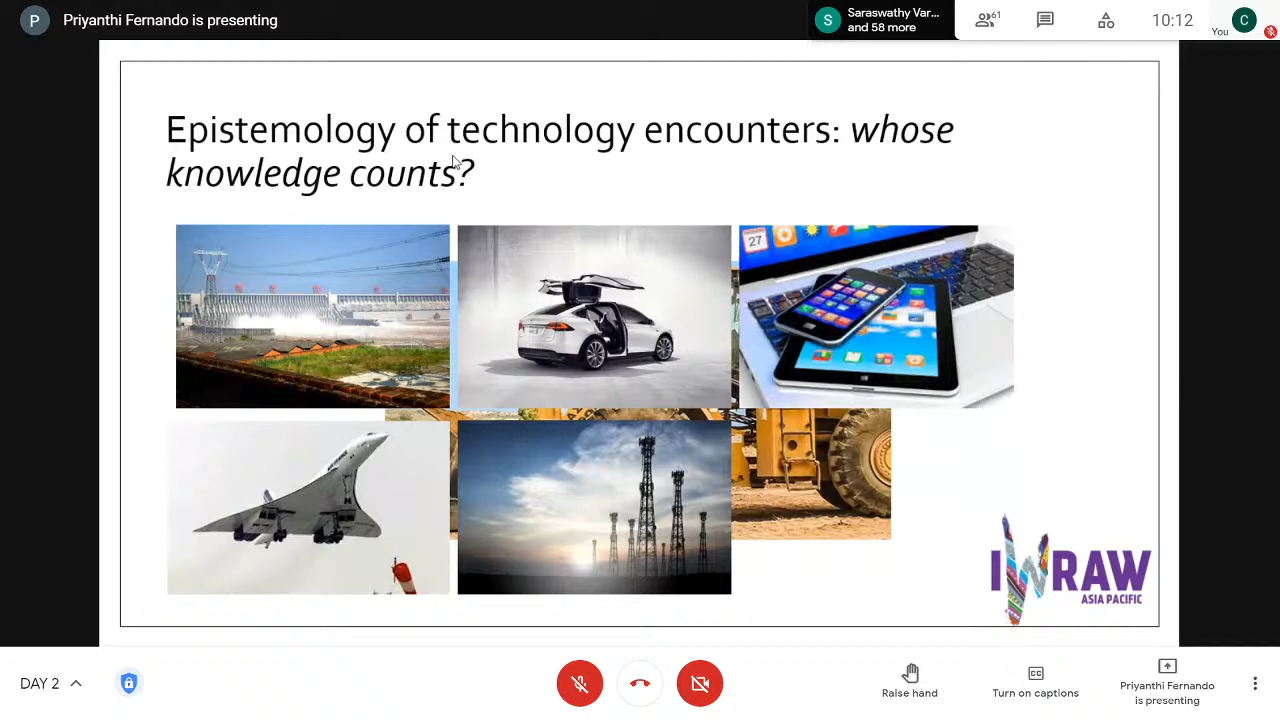 P
Priyanthi Fernando is presenting
S
Saraswathy Var...
and 58 more
61
10:12
You
C
Epistemology of technology encounters: whose
knowledge counts?
27
IWRAW
ASIA PACIFIC
DAY 2
Raise hand
CC
Turn on captions
Priyanthi Fernando
is presenting